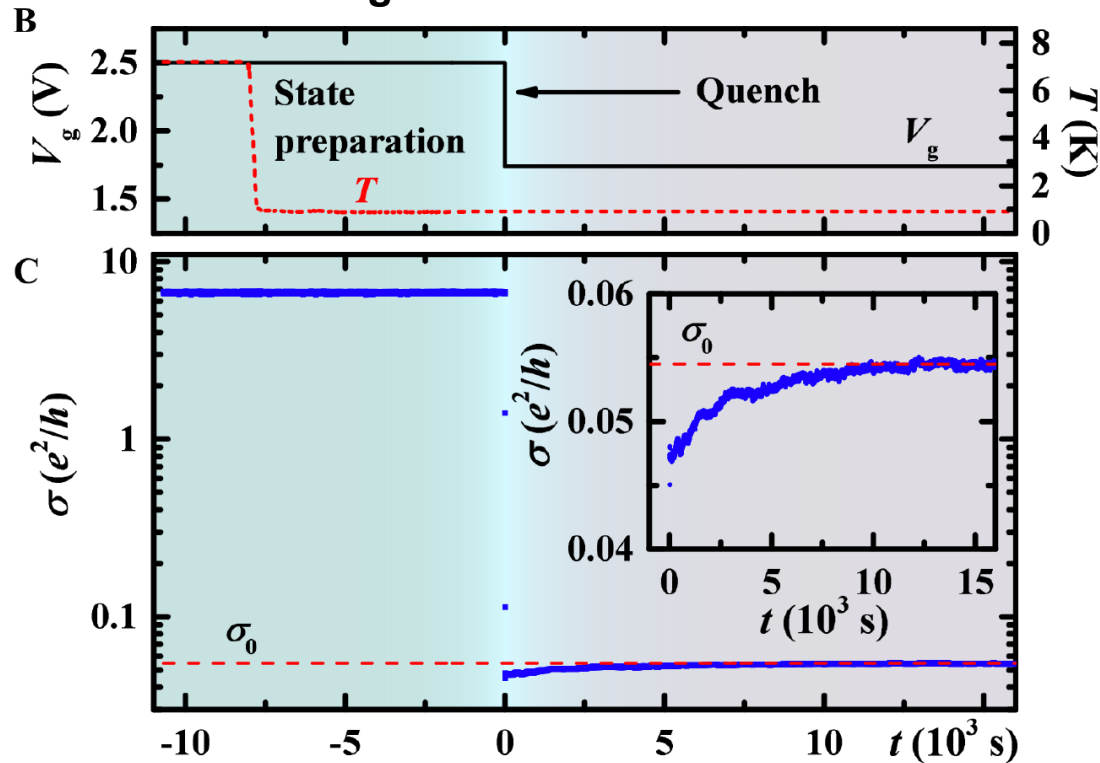 B
V_g (V)
2.5
2.0
1.5
State
preparation
T
Quench
V_g
8
6
4
2
0
T (K)
C
σ (e²/h)
10
1
0.1
σ₀
σ (e²/h)
0.06
0.05
0.04
σ₀
0 5 10 15
t (10³ s)
-10 -5 0 5 10 t (10³ s)